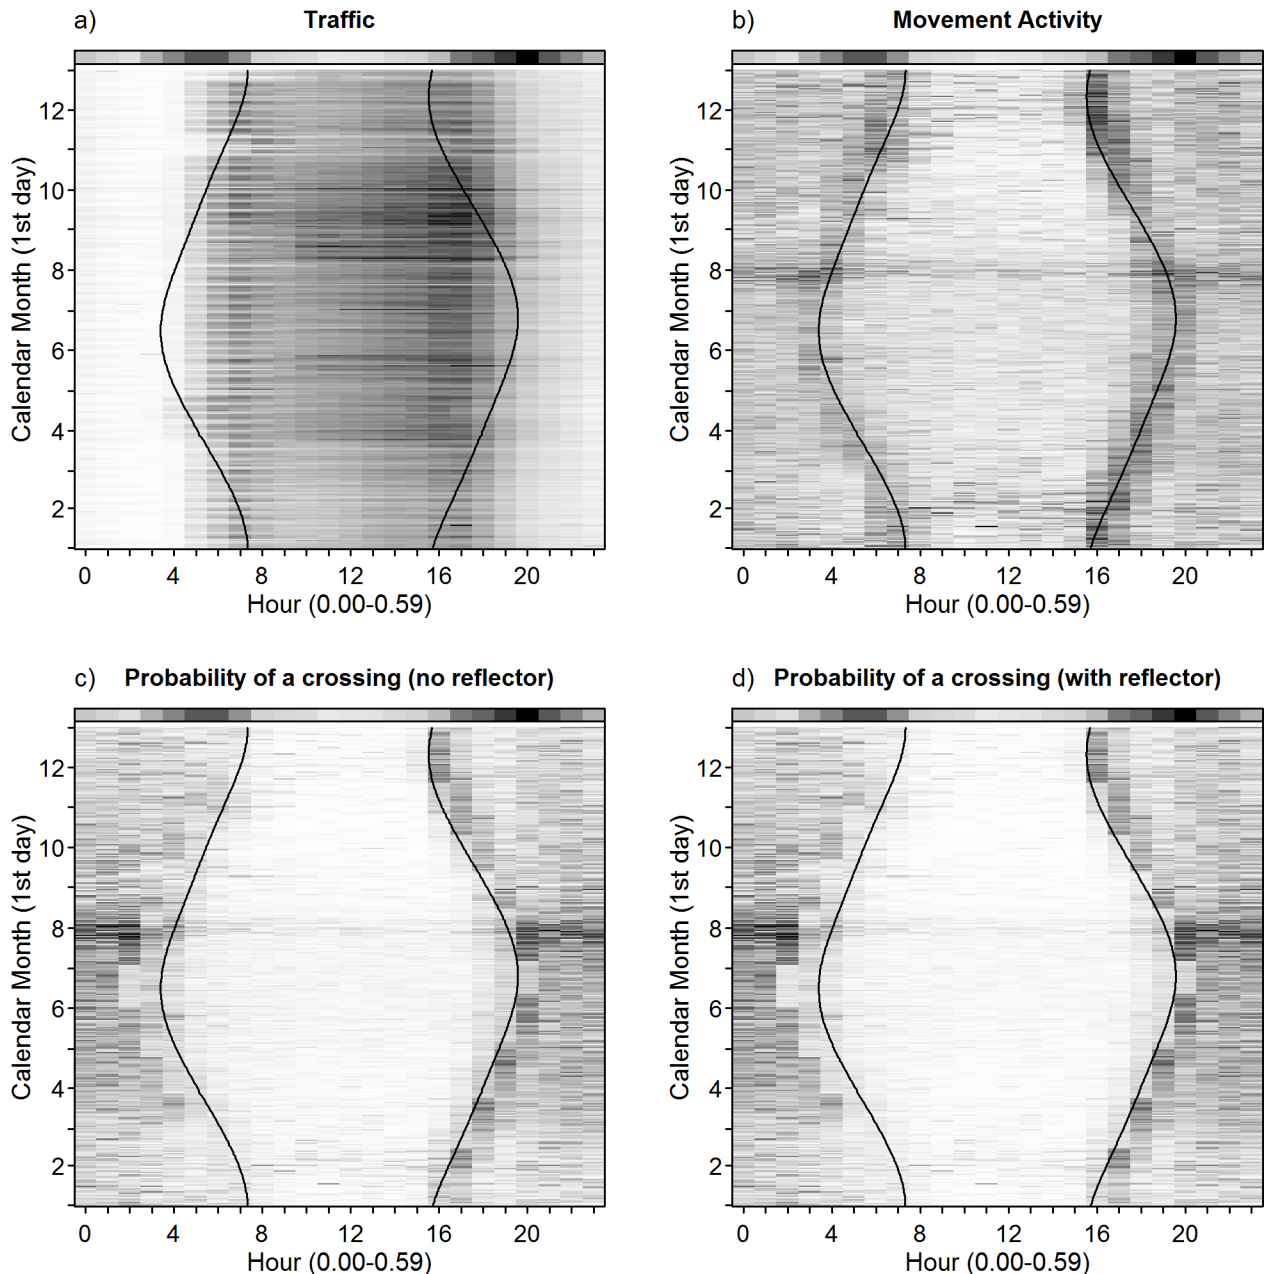 a) Traffic
Calendar Month (1st day)
12
10
8
6
4
2
0 4 8 12 16 20
Hour (0.00-0.59)
b) Movement Activity
Calendar Month (1st day)
12
10
8
6
4
2
0 4 8 12 16 20
Hour (0.00-0.59)
c) Probability of a crossing (no reflector)
Calendar Month (1st day)
12
10
8
6
4
2
0 4 8 12 16 20
Hour (0.00-0.59)
d) Probability of a crossing (with reflector)
Calendar Month (1st day)
12
10
8
6
4
2
0 4 8 12 16 20
Hour (0.00-0.59)